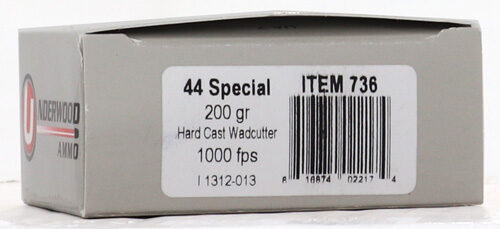 UNDERWOOD
AMMO
44 Special
200 gr
Hard Cast Wadcutter
1000 fps
I 1312-013
ITEM 736
8 16874 02217 4